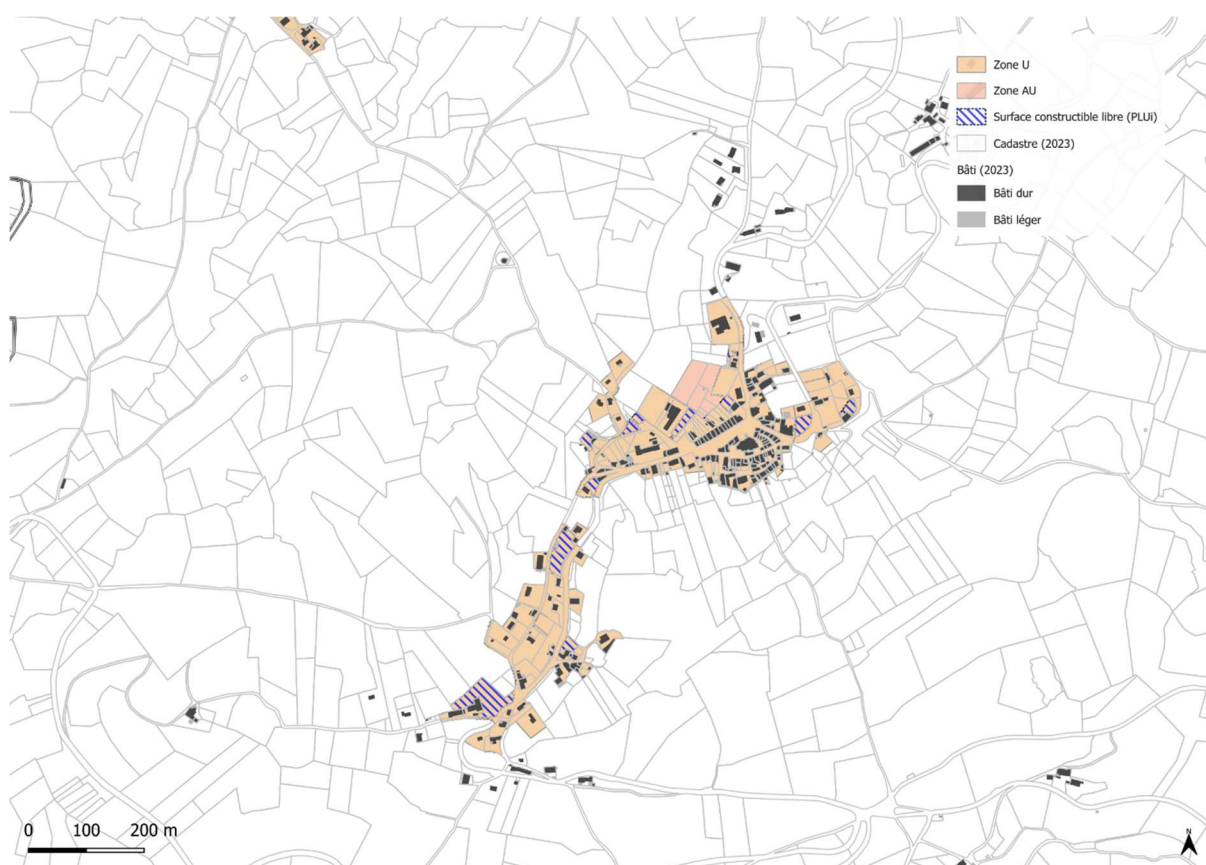 Zone U
Zone AU
Surface constructible libre (PLUi)
Cadastre (2023)
Bâti (2023)
Bâti dur
Bâti léger
0 100 200 m
N